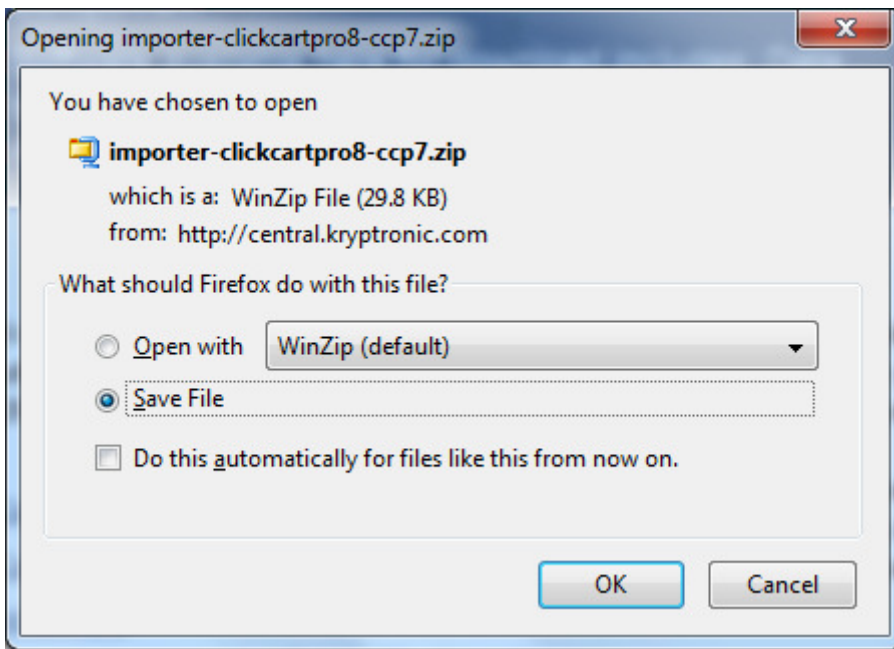 Opening importer-clickcartpro8-ccp7.zip
You have chosen to open
importer-clickcartpro8-ccp7.zip
which is a: WinZip File (29.8 KB)
from: http://central.kryptronic.com
What should Firefox do with this file?
Open with WinZip (default)
Save File
Do this automatically for files like this from now on.
OK Cancel